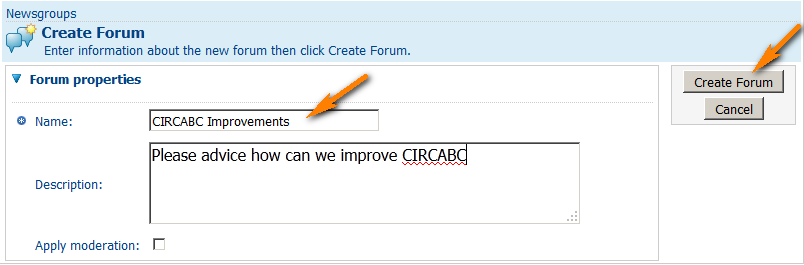 Newsgroups
Create Forum
Enter information about the new forum then click Create Forum.
Forum properties
Name:
CIRCABC Improvements
Description:
Please advice how can we improve CIRCABC
Apply moderation:
Create Forum
Cancel